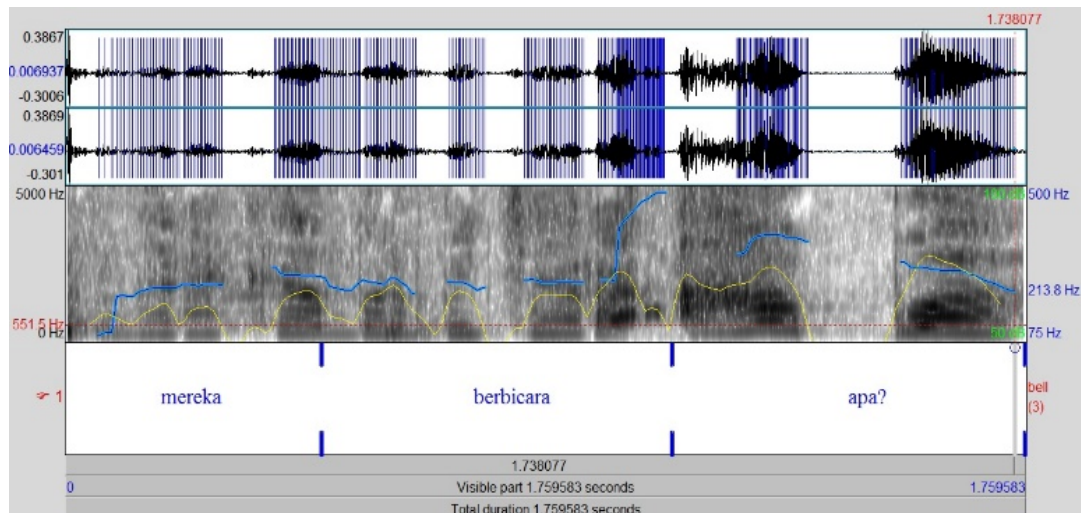 1.738077
0.3867
0.006937
-0.3006
0.3869
0.006459
-0.301
5000 Hz
500 Hz
213.8 Hz
551.5 Hz
0 Hz
75 Hz
1
mereka
berbicara
apa?
bell
(3)
1.738077
0
Visible part 1.759583 seconds
1.759583
Total duration 1.759583 seconds